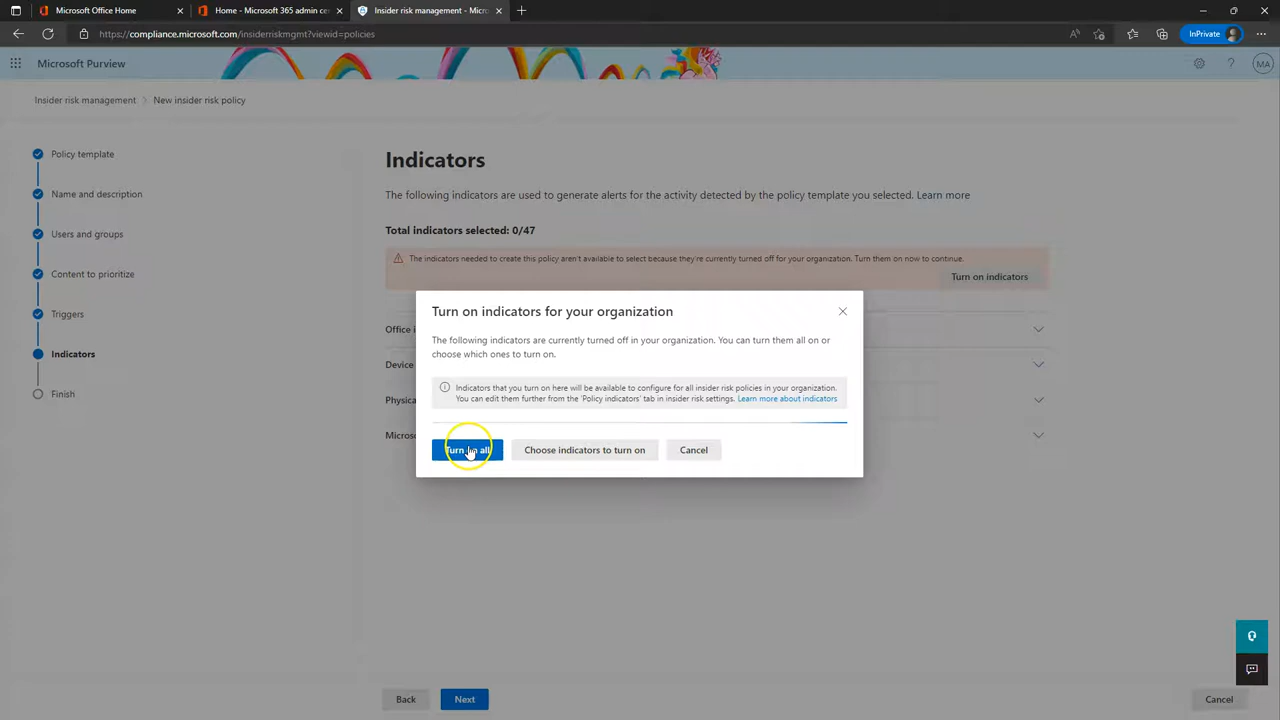 Microsoft Office Home
Home - Microsoft 365 admin cen
Insider risk management - Micro
https://compliance.microsoft.com/insiderriskmgmt?viewid=policies
InPrivate
Microsoft Purview
MA
Insider risk management
New insider risk policy
Policy template
Name and description
Users and groups
Content to prioritize
Triggers
Indicators
Finish
Indicators
The following indicators are used to generate alerts for the activity detected by the policy template you selected. Learn more
Total indicators selected: 0/47
The indicators needed to create this policy aren't available to select because they're currently turned off for your organization. Turn them on now to continue.
Turn on indicators
Office i
Device
Physica
Micros
Turn on indicators for your organization
The following indicators are currently turned off in your organization. You can turn them all on or
choose which ones to turn on.
Indicators that you turn on here will be available to configure for all insider risk policies in your organization.
You can edit them further from the 'Policy indicators' tab in insider risk settings. Learn more about indicators
Turn on all
Choose indicators to turn on
Cancel
Back
Next
Cancel